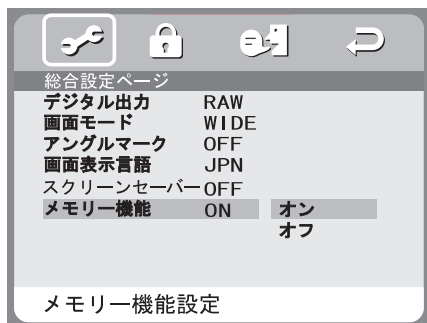 総合設定ページ
デジタル出力 RAW
画面モード WIDE
アングルマーク OFF
画面表示言語 JPN
スクリーンセーバー OFF
メモリー機能 ON オン
オフ
メモリー機能設定